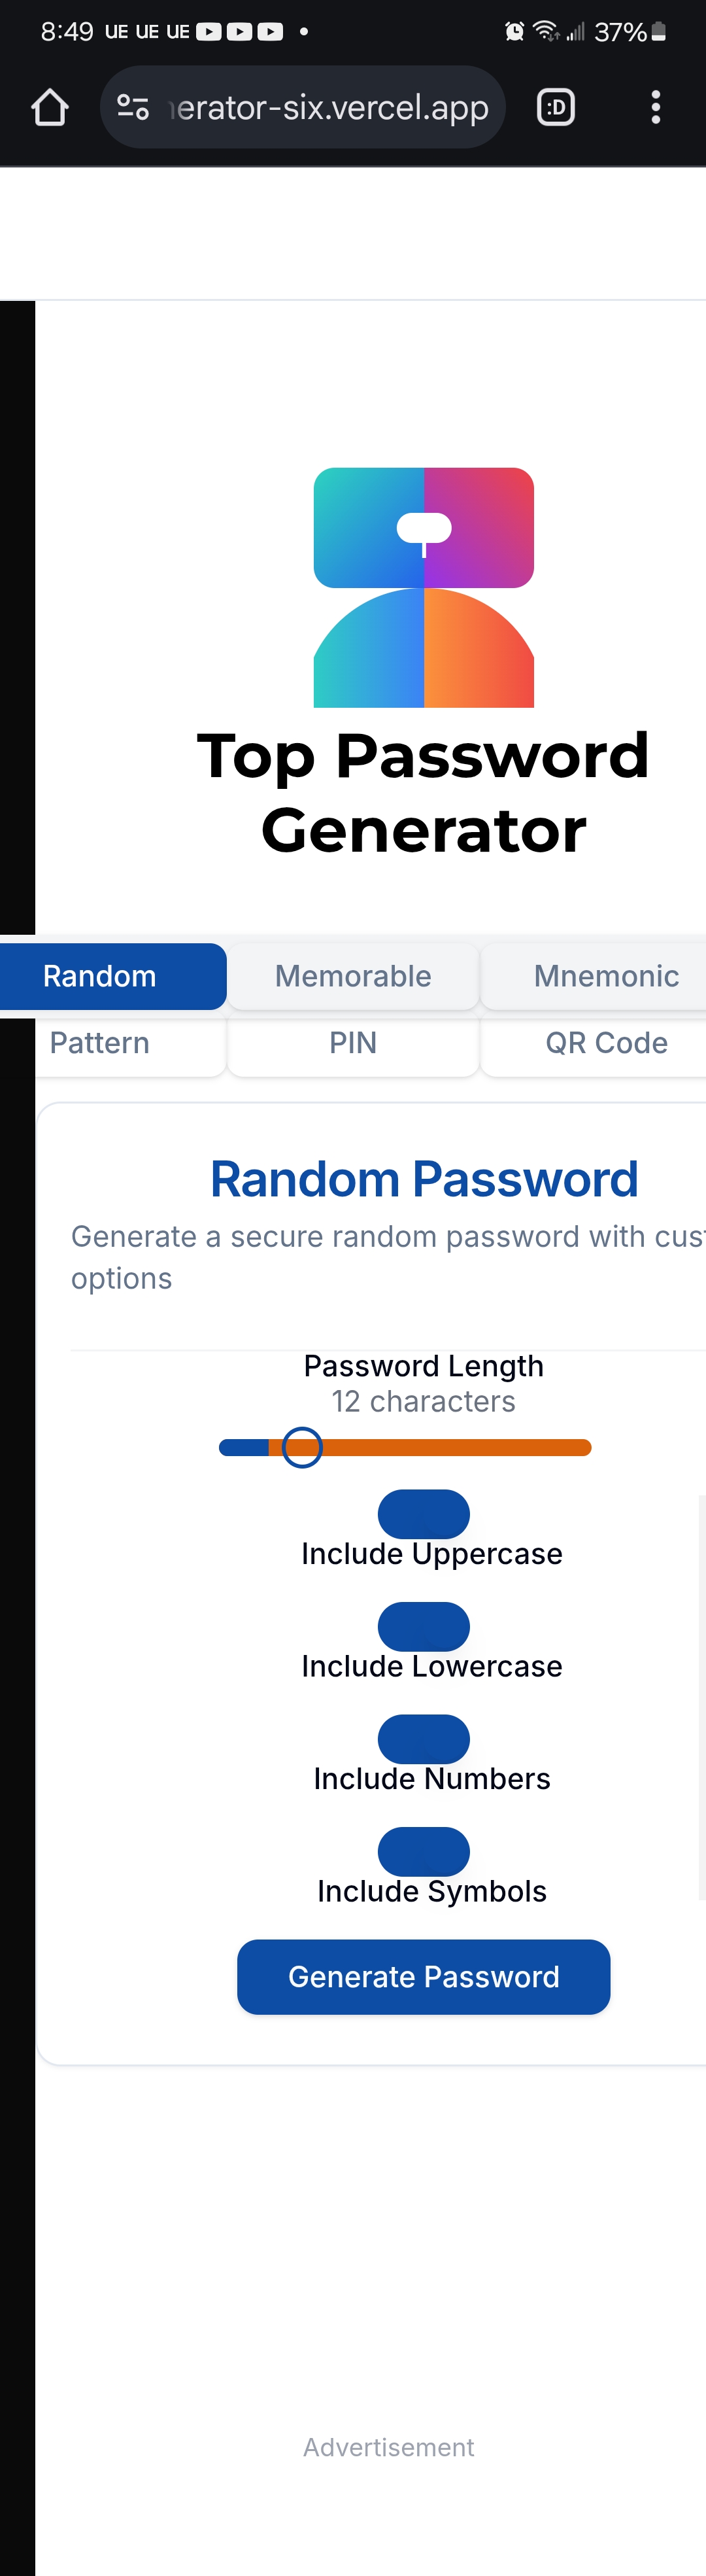 8:49 UE UE UE 37%
erator-six.vercel.app :D
Top Password
Generator
Random Memorable Mnemonic
Pattern PIN QR Code
Random Password
Generate a secure random password with cus
options
Password Length
12 characters
Include Uppercase
Include Lowercase
Include Numbers
Include Symbols
Generate Password
Advertisement